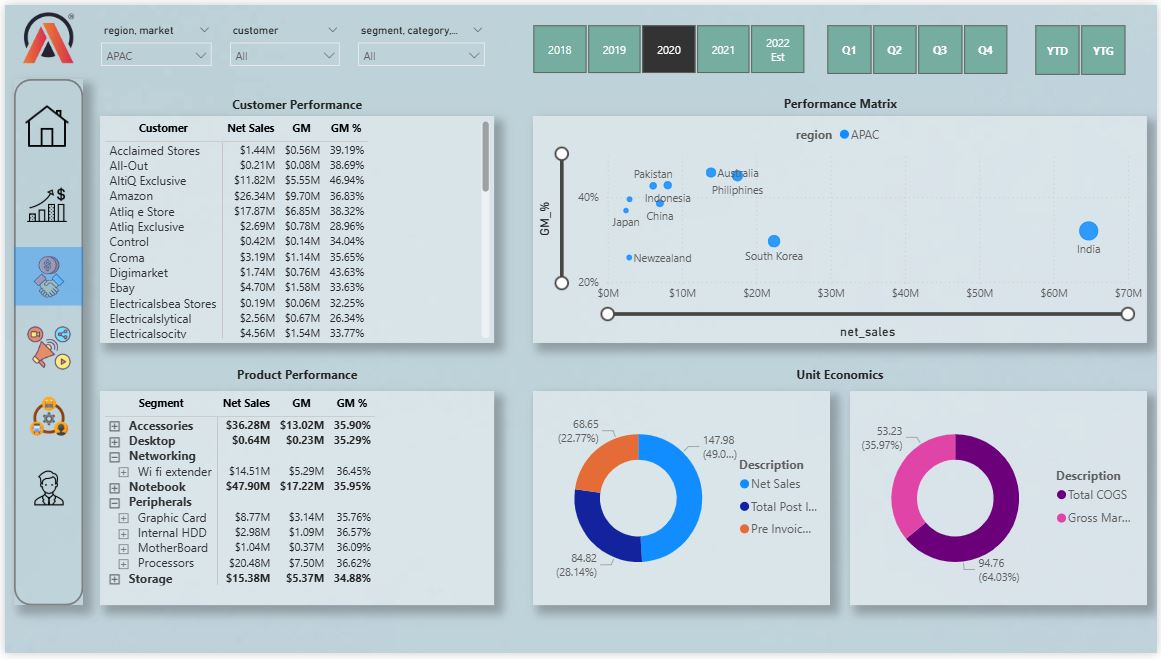 region, market customer segment, category,...
APAC All All
2018 2019 2020 2021 2022 Est
Q1 Q2 Q3 Q4
YTD YTG
Customer Performance
Customer Net Sales GM GM %
Acclaimed Stores $1.44M $0.56M 39.19%
All-Out $0.21M $0.08M 38.69%
AltiQ Exclusive $11.82M $5.55M 46.94%
Amazon $26.34M $9.70M 36.83%
Atliq e Store $17.87M $6.85M 38.32%
Atliq Exclusive $2.69M $0.78M 28.96%
Control $0.42M $0.14M 34.04%
Croma $3.19M $1.14M 35.65%
Digimarket $1.74M $0.76M 43.63%
Ebay $4.70M $1.58M 33.63%
Electricalsbea Stores $0.19M $0.06M 32.25%
Electricalslytical $2.56M $0.67M 26.34%
Electricalsocity $4.56M $1.54M 33.77%
Performance Matrix
region APAC
GM_%
40%
20%
Pakistan
Australia
Indonesia
Philiphines
Japan
China
Newzealand
South Korea
India
$0M $10M $20M $30M $40M $50M $60M $70M
net_sales
Product Performance
Segment Net Sales GM GM %
Accessories $36.28M $13.02M 35.90%
Desktop $0.64M $0.23M 35.29%
Networking
Wi fi extender $14.51M $5.29M 36.45%
Notebook $47.90M $17.22M 35.95%
Peripherals
Graphic Card $8.77M $3.14M 35.76%
Internal HDD $2.98M $1.09M 36.57%
MotherBoard $1.04M $0.37M 36.09%
Processors $20.48M $7.50M 36.62%
Storage $15.38M $5.37M 34.88%
Unit Economics
68.65
(22.77%)
147.98
(49.0...)
84.82
(28.14%)
Description
Net Sales
Total Post I...
Pre Invoic...
53.23
(35.97%)
94.76
(64.03%)
Description
Total COGS
Gross Mar...